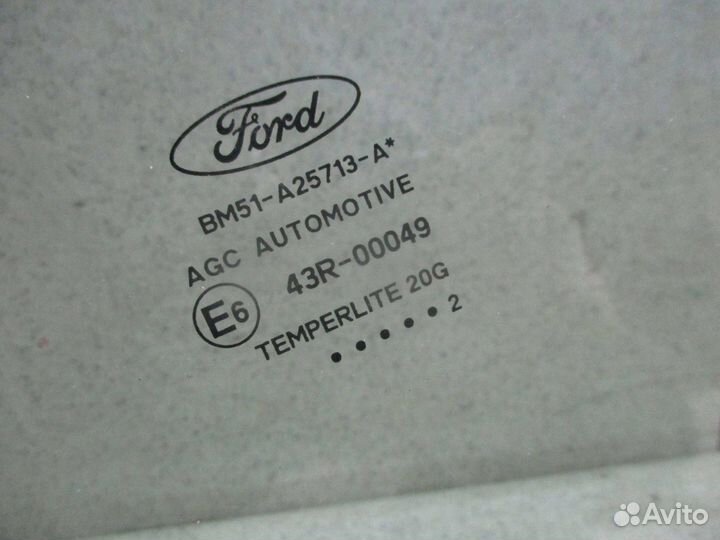 Ford
BM51-A25713-A*
AGC AUTOMOTIVE
E6 43R-00049
TEMPERLITE 20G
• • • • • 2
Avito